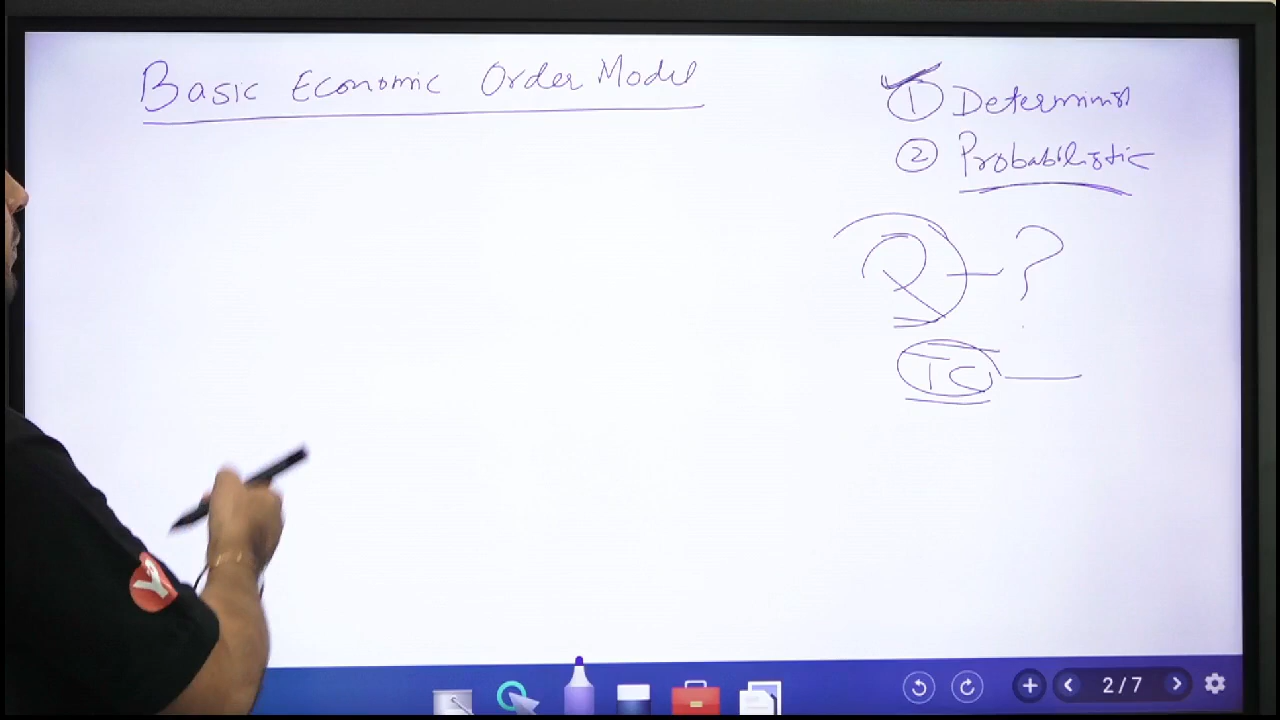 Basic Economic Order Model
① Determinist
② Probabilistic
Q — ?
TC —
2/7
Y